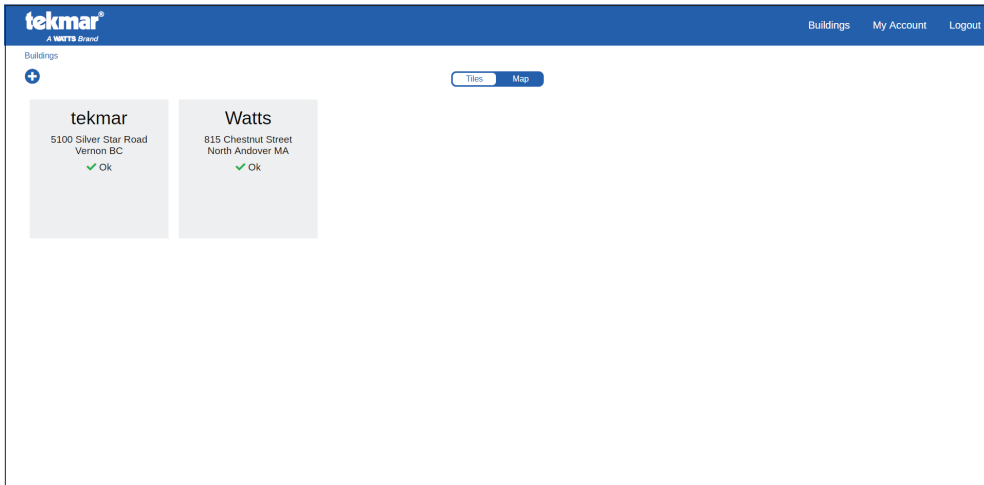 tekmar®
A WATTS Brand
Buildings My Account Logout
Buildings
Tiles Map
tekmar
5100 Silver Star Road
Vernon BC
Ok
Watts
815 Chestnut Street
North Andover MA
Ok